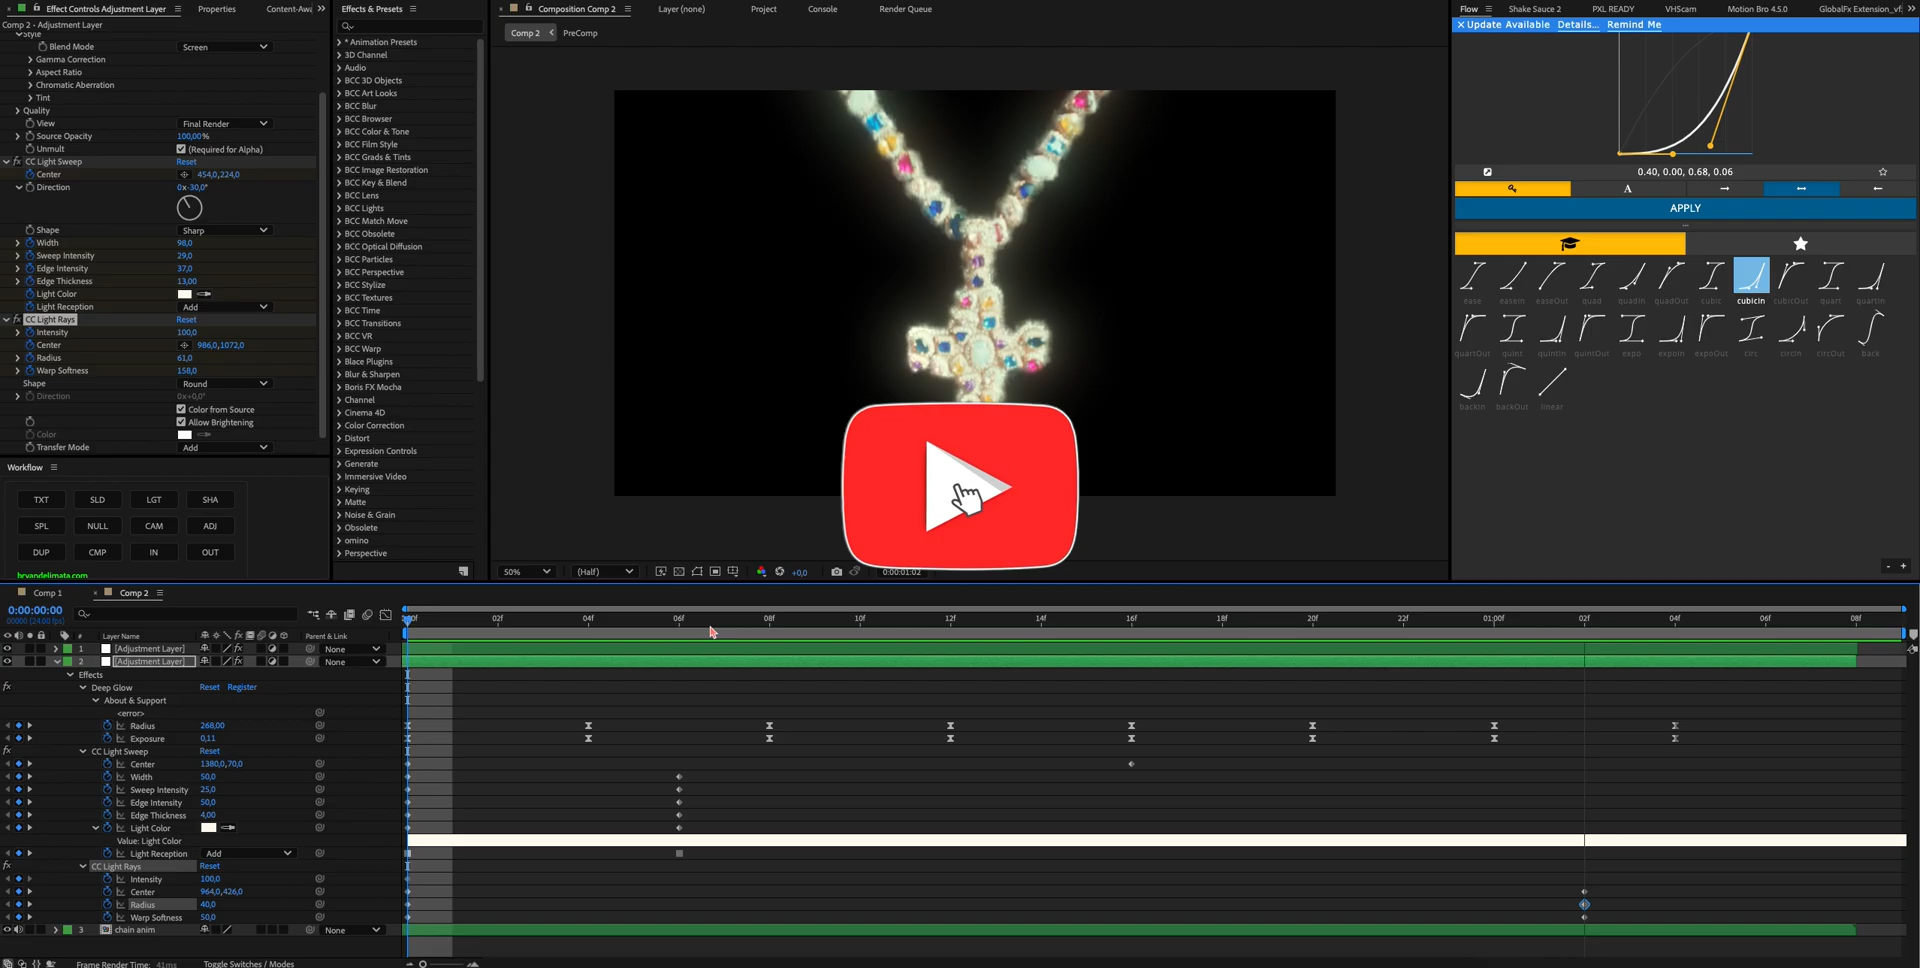 Effect Controls Adjustment Layer
Properties
Content-Aw
Comp 2 • Adjustment Layer
Style
Blend Mode Screen
Gamma Correction
Aspect Ratio
Chromatic Aberration
Tint
Quality
View Final Render
Source Opacity 100,00%
Unmult (Required for Alpha)
CC Light Sweep Reset
Center 454,0,224,0
Direction 0x-30,0°
Shape Sharp
Width 98,0
Sweep Intensity 29,0
Edge Intensity 37,0
Edge Thickness 13,00
Light Color
Light Reception Add
CC Light Rays Reset
Intensity 100,0
Center 986,0,1072,0
Radius 61,0
Warp Softness 158,0
Shape Round
Direction 0x+0,0°
Color from Source
Allow Brightening
Color
Transfer Mode Add
Workflow
TXT SLD LGT SHA
SPL NULL CAM ADJ
DUP CMP IN OUT
bryandelimata.com
Effects & Presets
* Animation Presets
3D Channel
Audio
BCC 3D Objects
BCC Art Looks
BCC Blur
BCC Browser
BCC Color & Tone
BCC Film Style
BCC Grads & Tints
BCC Image Restoration
BCC Key & Blend
BCC Lens
BCC Lights
BCC Match Move
BCC Obsolete
BCC Optical Diffusion
BCC Particles
BCC Perspective
BCC Stylize
BCC Textures
BCC Time
BCC Transitions
BCC VR
BCC Warp
Blace Plugins
Blur & Sharpen
Boris FX Mocha
Channel
Cinema 4D
Color Correction
Distort
Expression Controls
Generate
Immersive Video
Keying
Matte
Noise & Grain
Obsolete
omino
Perspective
Composition Comp 2
Layer (none)
Project
Console
Render Queue
Comp 2
PreComp
50%
(Half)
+0,0
0:00:01:02
Flow
Shake Sauce 2
PXL READY
VHScam
Motion Bro 4.5.0
GlobalFx Extension_vf
Update Available Details... Remind Me
0.40, 0.00, 0.68, 0.06
A
APPLY
ease easeIn easeOut quad quadIn quadOut cubic cubicIn cubicOut quart quartIn
quartOut quint quintIn quintOut expo expoIn expoOut circ circIn circOut back
backIn backOut linear
- +
Comp 1
Comp 2
0:00:00:00
00000 (24.00 fps)
# Layer Name
Parent & Link
:00f 02f 04f 06f 08f 10f 12f 14f 16f 18f 20f 22f 01:00f 02f 04f 06f 08f
1 [Adjustment Layer] None
2 [Adjustment Layer] None
Effects
Deep Glow Reset Register
About & Support
<error>
Radius 268,00
Exposure 0,11
CC Light Sweep Reset
Center 1380,0,70,0
Width 50,0
Sweep Intensity 25,0
Edge Intensity 50,0
Edge Thickness 4,00
Light Color
Value: Light Color
Light Reception Add
CC Light Rays Reset
Intensity 100,0
Center 964,0,426,0
Radius 40,0
Warp Softness 50,0
3 chain anim None
Frame Render Time: 41ms
Toggle Switches / Modes